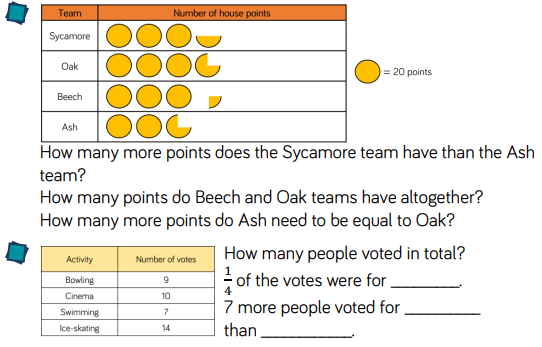 Team Number of house points
Sycamore
Oak
= 20 points
Beech
Ash
How many more points does the Sycamore team have than the Ash
team?
How many points do Beech and Oak teams have altogether?
How many more points do Ash need to be equal to Oak?
Activity Number of votes
Bowling 9
Cinema 10
Swimming 7
Ice-skating 14
How many people voted in total?
1/4 of the votes were for ________.
7 more people voted for _________
than ___________.